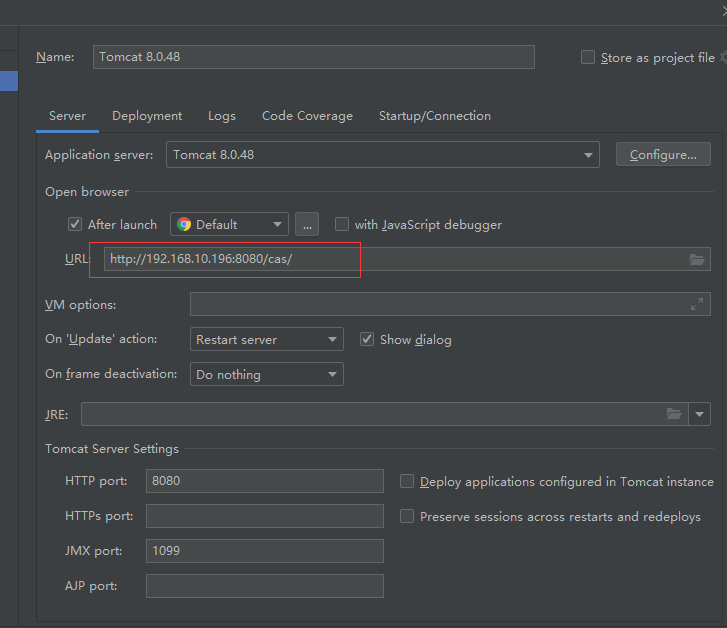 Name: Tomcat 8.0.48 Store as project file
Server Deployment Logs Code Coverage Startup/Connection
Application server: Tomcat 8.0.48 Configure...
Open browser
After launch Default ... with JavaScript debugger
URL: http://192.168.10.196:8080/cas/
VM options:
On 'Update' action: Restart server Show dialog
On frame deactivation: Do nothing
JRE:
Tomcat Server Settings
HTTP port: 8080 Deploy applications configured in Tomcat instance
HTTPs port: Preserve sessions across restarts and redeploys
JMX port: 1099
AJP port: